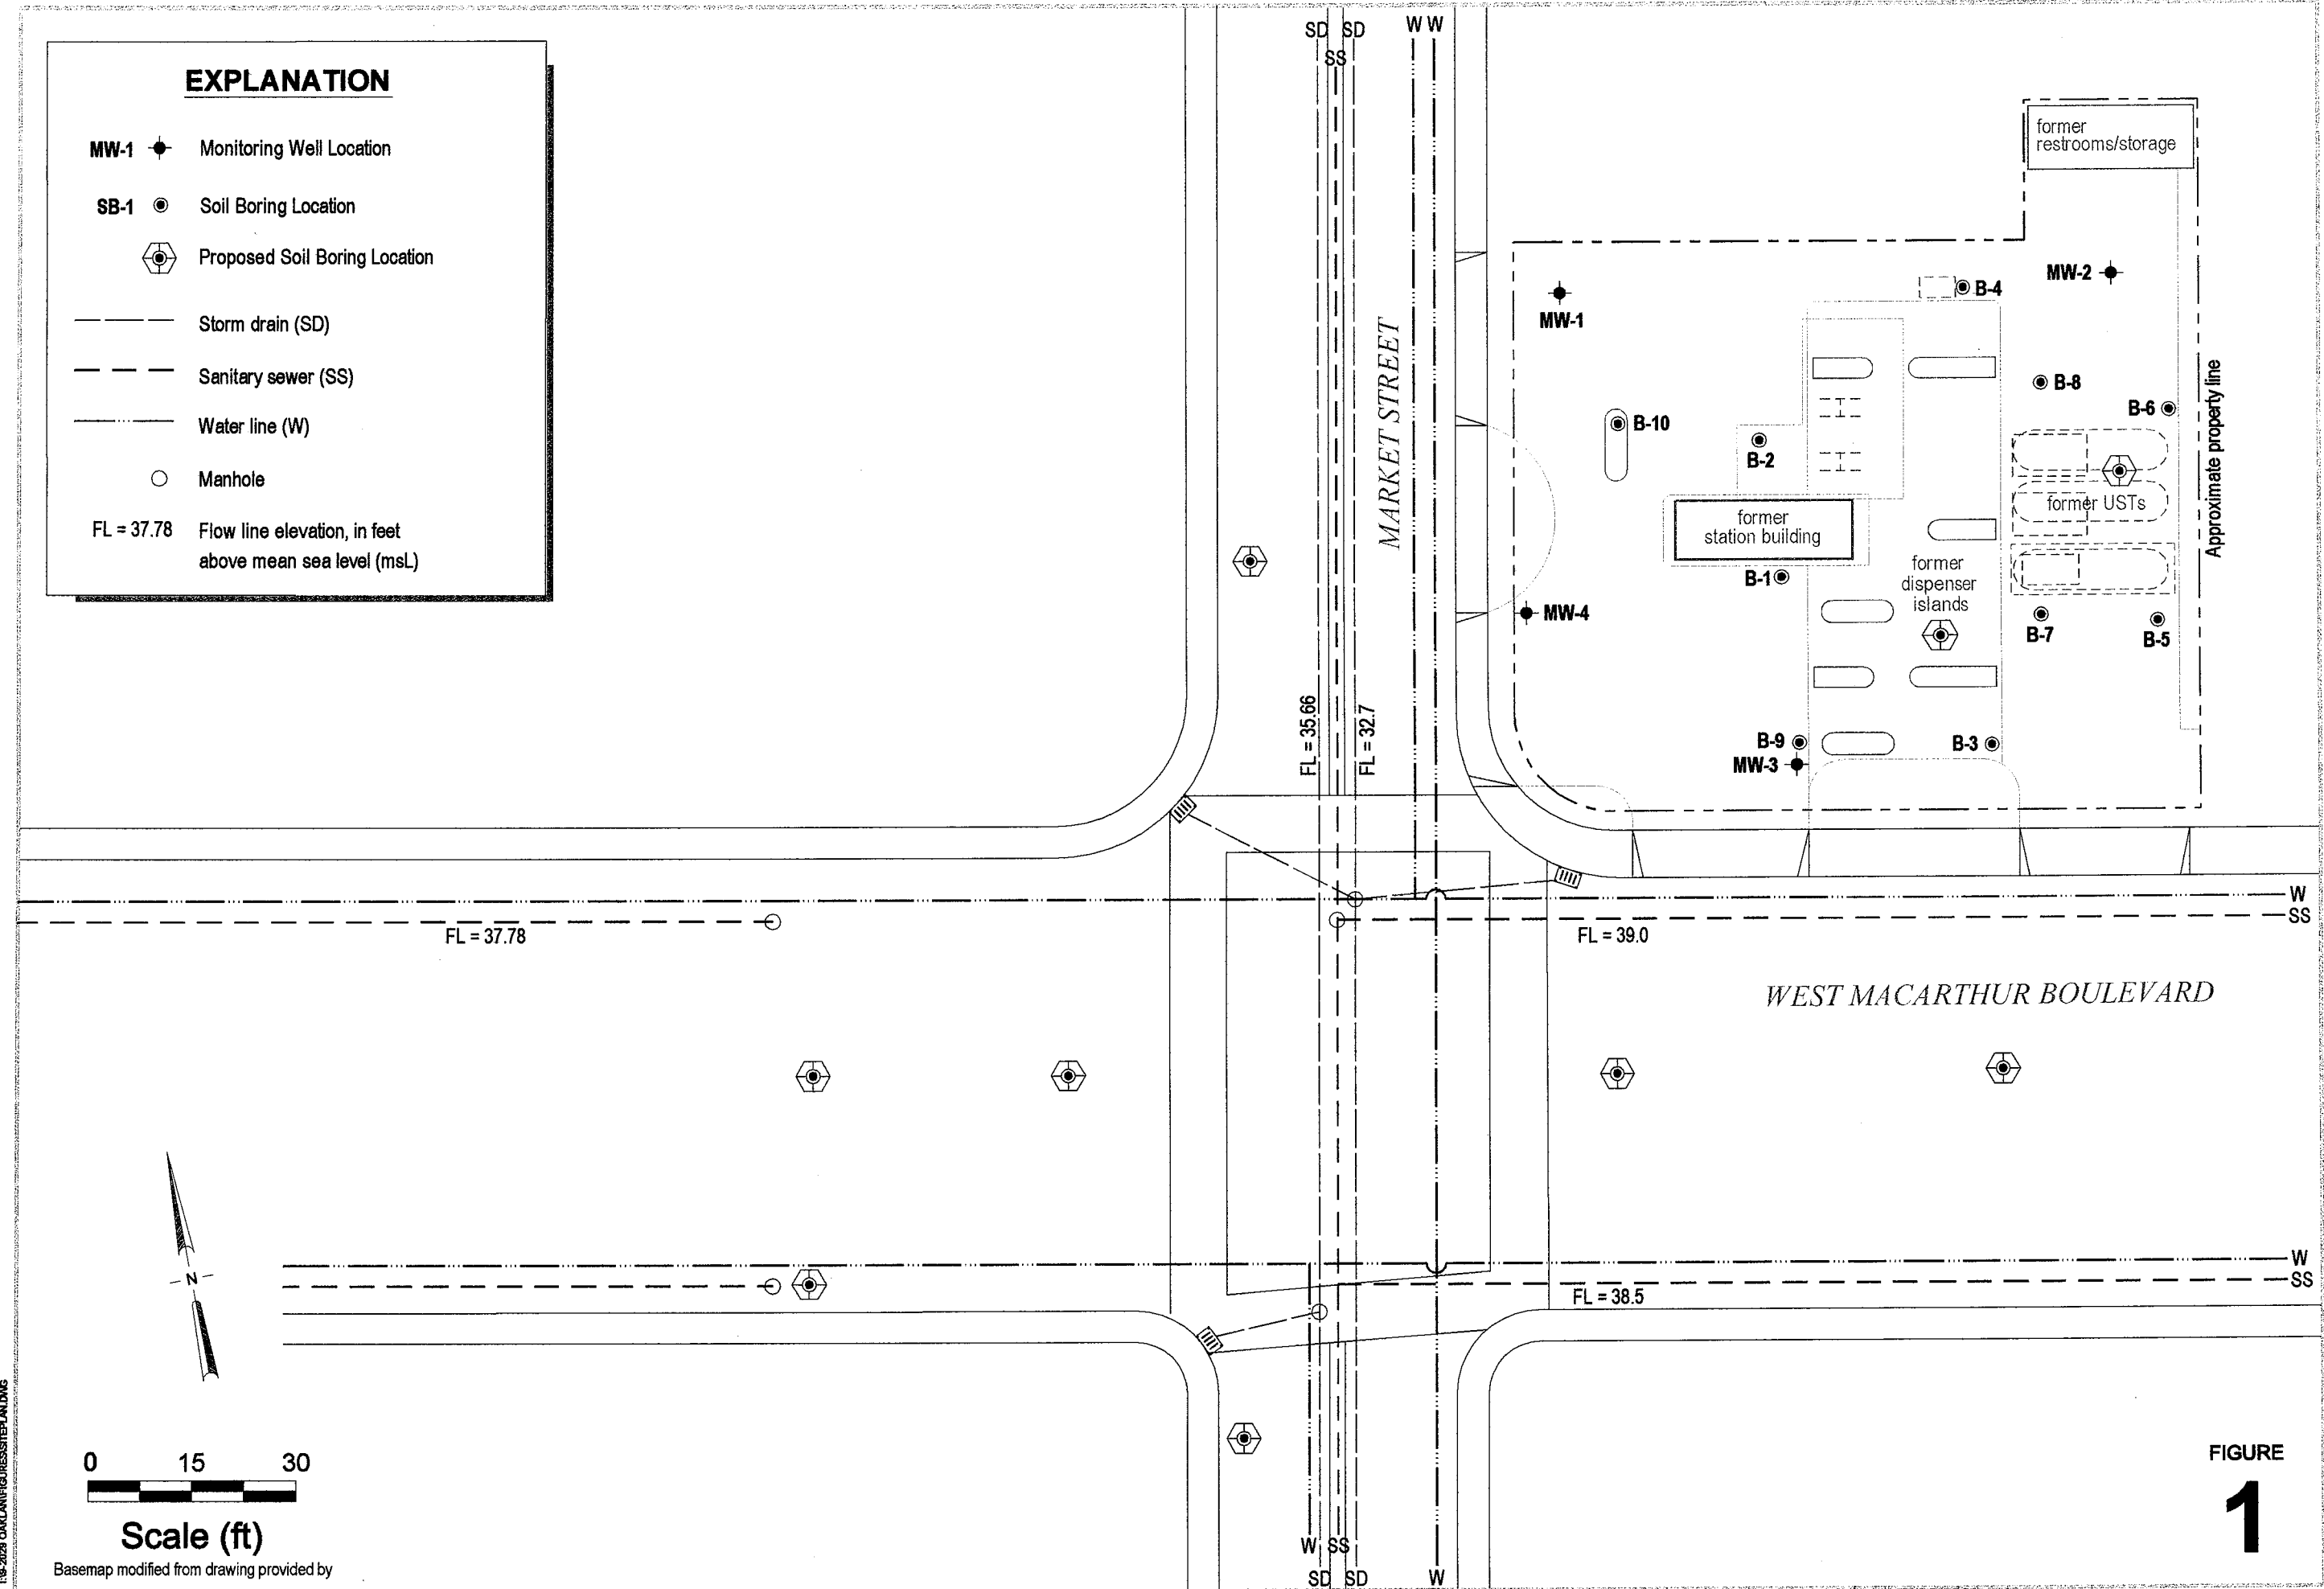 EXPLANATION
MW-1 Monitoring Well Location
SB-1 Soil Boring Location
Proposed Soil Boring Location
Storm drain (SD)
Sanitary sewer (SS)
Water line (W)
Manhole
FL = 37.78 Flow line elevation, in feet
above mean sea level (msL)
SD SD
SS
W W
MARKET STREET
former
restrooms/storage
MW-2
B-4
MW-1
B-8
B-6
Approximate property line
B-10
B-2
former USTs
former
station building
B-1
former
dispenser
islands
MW-4
B-7
B-5
FL = 35.66
FL = 32.7
B-9
B-3
MW-3
W
SS
FL = 37.78
FL = 39.0
WEST MACARTHUR BOULEVARD
N
W
SS
FL = 38.5
0 15 30
Scale (ft)
Basemap modified from drawing provided by
W SS
SD SD
W
FIGURE
1